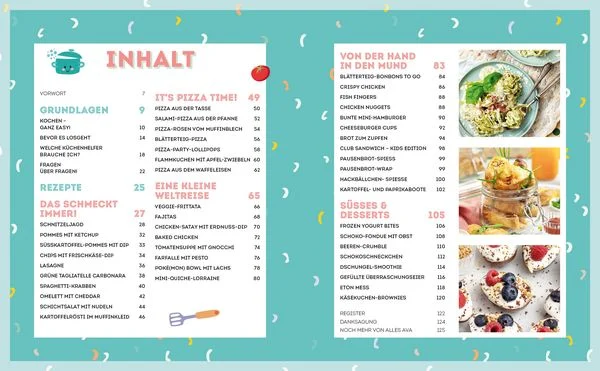 INHALT
VORWORT 7
GRUNDLAGEN 9
KOCHEN –
GANZ EASY! 10
BEVOR ES LOSGEHT 14
WELCHE KÜCHENHELFER
BRAUCHE ICH? 18
FRAGEN
ÜBER FRAGEN! 22
REZEPTE 25
DAS SCHMECKT
IMMER! 27
SCHNITZELJAGD 28
POMMES MIT KETCHUP 32
SÜSSKARTOFFEL-POMMES MIT DIP 33
CHIPS MIT FRISCHKÄSE-DIP 34
LASAGNE 36
GRÜNE TAGLIATELLE CARBONARA 38
SPAGHETTI-KRABBEN 40
OMELETT MIT CHEDDAR 42
SCHICHTSALAT MIT NUDELN 44
KARTOFFELRÖSTI IM MUFFINKLEID 46
IT'S PIZZA TIME! 49
PIZZA AUS DER TASSE 50
SALAMI-PIZZA AUS DER PFANNE 52
PIZZA-ROSEN VOM MUFFINBLECH 54
BLÄTTERTEIG-PIZZA 56
PIZZA-PARTY-LOLLIPOPS 58
FLAMMKUCHEN MIT APFEL-ZWIEBELN 60
PIZZA AUS DEM WAFFELEISEN 62
EINE KLEINE
WELTREISE 65
VEGGIE-FRITTATA 66
FAJITAS 68
CHICKEN-SATAY MIT ERDNUSS-DIP 70
BAKED CHICKEN 72
TOMATENSUPPE MIT GNOCCHI 74
FARFALLE MIT PESTO 76
POKÉ(MON) BOWL MIT LACHS 78
MINI-QUICHE-LORRAINE 80
VON DER HAND
IN DEN MUND 83
BLÄTTERTEIG-BONBONS TO GO 84
CRISPY CHICKEN 86
FISH FINGERS 88
CHICKEN NUGGETS 88
BUNTE MINI-HAMBURGER 90
CHEESEBURGER CUPS 92
BROT ZUM ZUPFEN 94
CLUB SANDWICH – KIDS EDITION 98
PAUSENBROT-SPIESS 99
PAUSENBROT-WRAP 99
HACKBÄLLCHEN- SPIESSE 100
KARTOFFEL- UND PAPRIKABOOTE 102
SÜSSES &
DESSERTS 105
FROZEN YOGURT BITES 106
SCHOKO-FONDUE MIT OBST 108
BEEREN-CRUMBLE 110
SCHOKOSCHNECKCHEN 112
DSCHUNGEL-SMOOTHIE 114
GEFÜLLTE ÜBERRASCHUNGSEIER 116
ETON MESS 118
KÄSEKUCHEN-BROWNIES 120
REGISTER 122
DANKSAGUNG 124
NOCH MEHR VON ALLES AVA 125